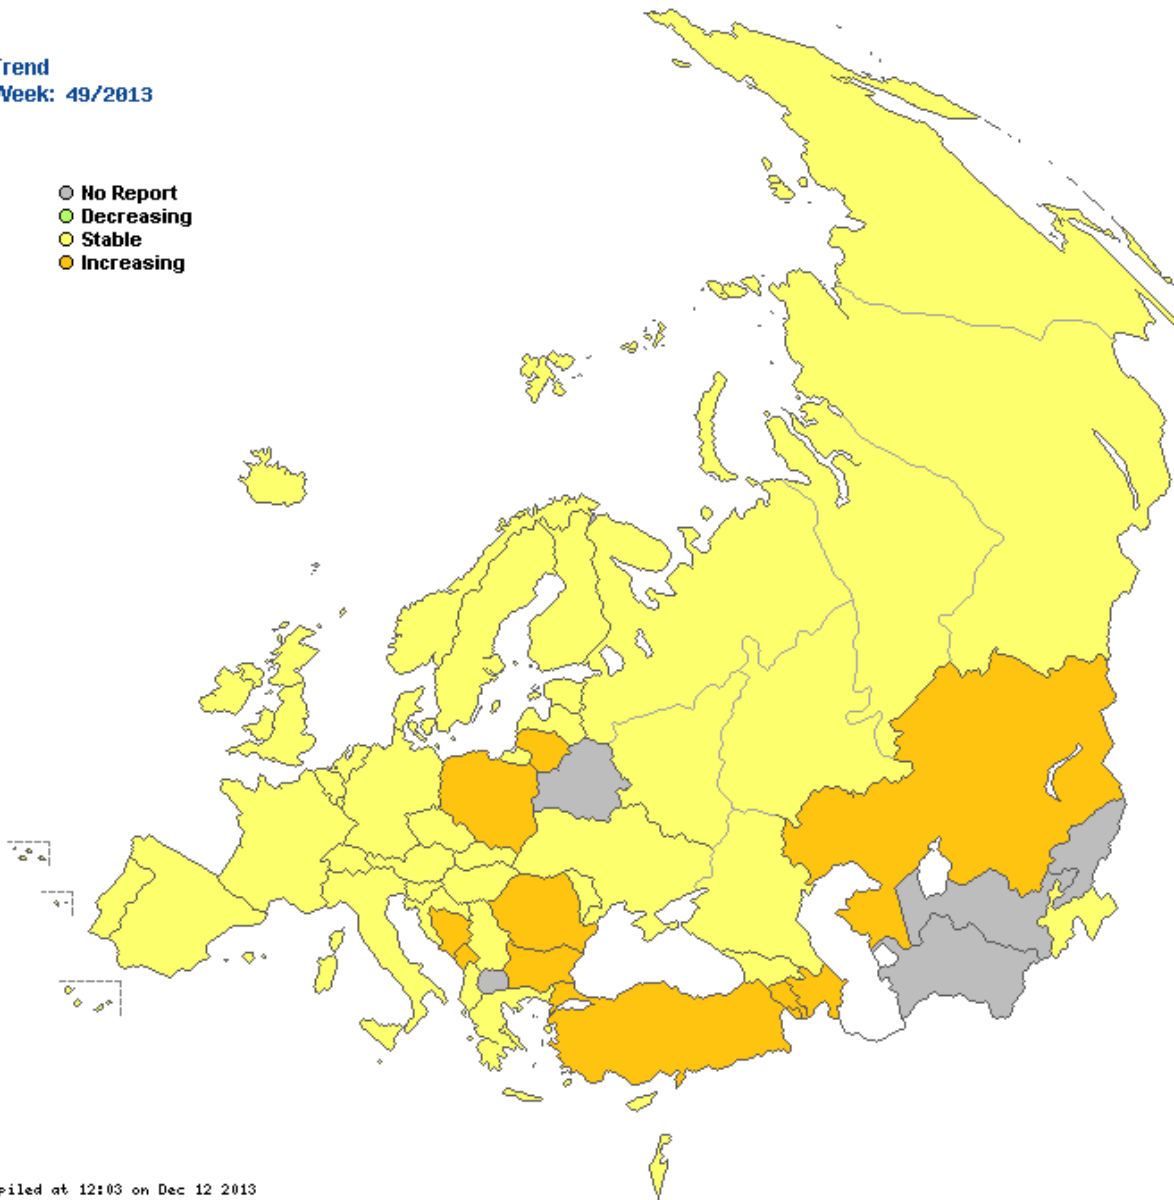 Trend
Week: 49/2013
No Report
Decreasing
Stable
Increasing
piled at 12:03 on Dec 12 2013